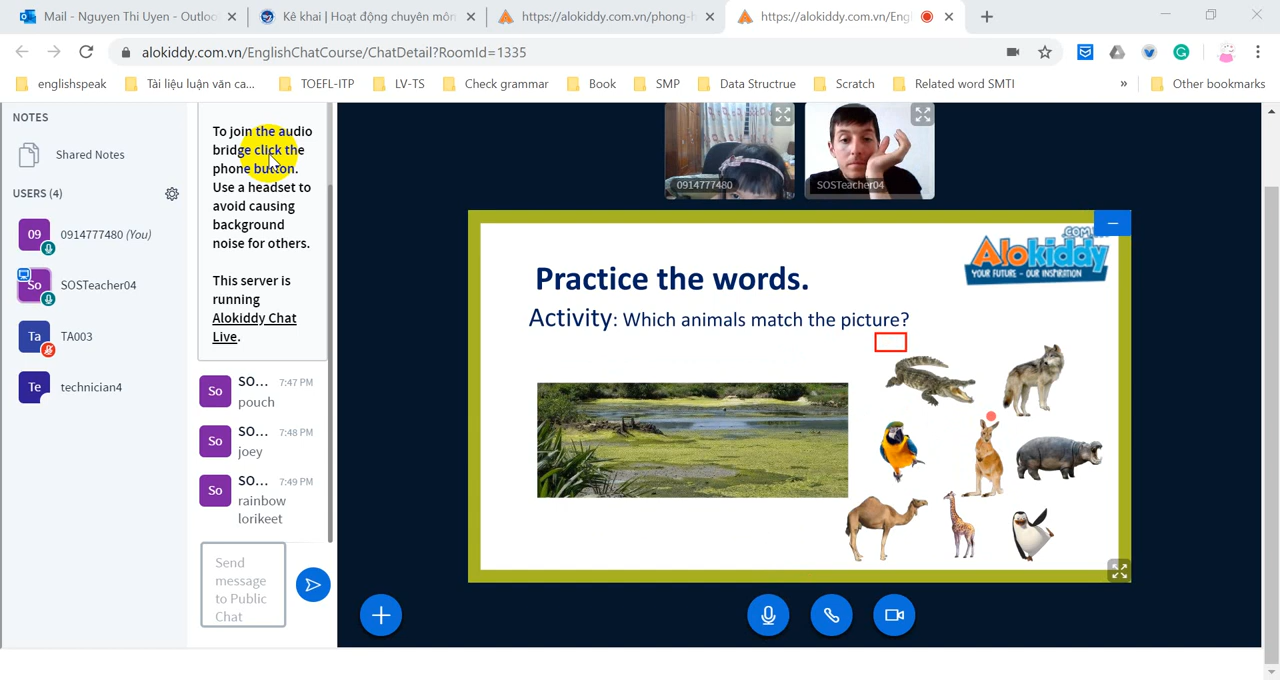 Mail - Nguyen Thi Uyen - Outloo
Kê khai | Hoạt động chuyên môn
https://alokiddy.com.vn/phong-h
https://alokiddy.com.vn/Engl
alokiddy.com.vn/EnglishChatCourse/ChatDetail?RoomId=1335
englishspeak
Tài liệu luận văn ca...
TOEFL-ITP
LV-TS
Check grammar
Book
SMP
Data Structrue
Scratch
Related word SMTI
»
Other bookmarks
NOTES
Shared Notes
USERS (4)
09
0914777480 (You)
So
SOSTeacher04
Ta
TA003
Te
technician4
To join the audio
bridge click the
phone button.
Use a headset to
avoid causing
background
noise for others.
This server is
running
Alokiddy Chat
Live.
So
SO...
7:47 PM
pouch
So
SO...
7:48 PM
joey
So
SO...
7:49 PM
rainbow
lorikeet
Send
message
to Public
Chat
0914777480
SOSTeacher04
.COM.VN
Alokiddy
YOUR FUTURE - OUR INSPIRATION
Practice the words.
Activity: Which animals match the picture?